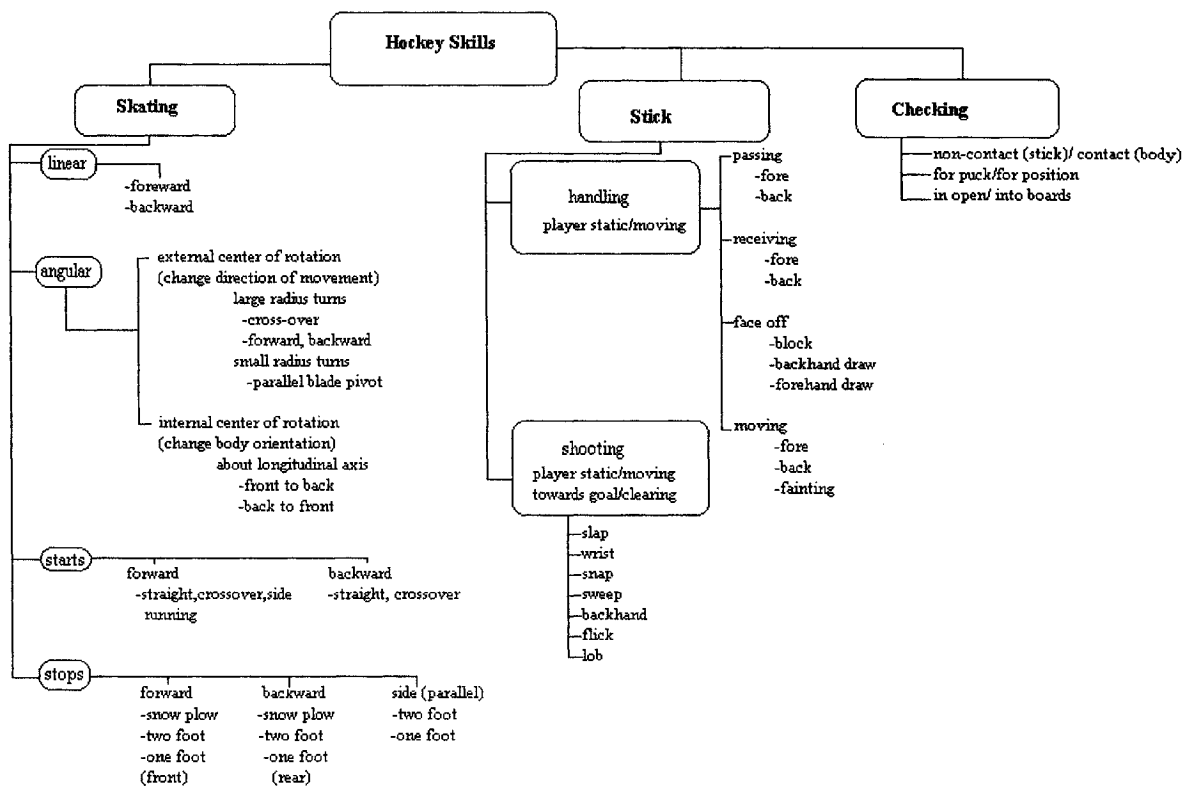 Hockey Skills
Skating
linear
-foreward
-backward
angular
external center of rotation
(change direction of movement)
large radius turns
-cross-over
-forward, backward
small radius turns
-parallel blade pivot
internal center of rotation
(change body orientation)
about longitudinal axis
-front to back
-back to front
starts
forward
-straight,crossover,side
running
backward
-straight, crossover
stops
forward
-snow plow
-two foot
-one foot
(front)
backward
-snow plow
-two foot
-one foot
(rear)
side (parallel)
-two foot
-one foot
Stick
handling
player static/moving
passing
-fore
-back
receiving
-fore
-back
face off
-block
-backhand draw
-forehand draw
moving
-fore
-back
-fainting
shooting
player static/moving
towards goal/clearing
slap
wrist
snap
sweep
backhand
flick
lob
Checking
non-contact (stick)/ contact (body)
for puck/for position
in open/ into boards